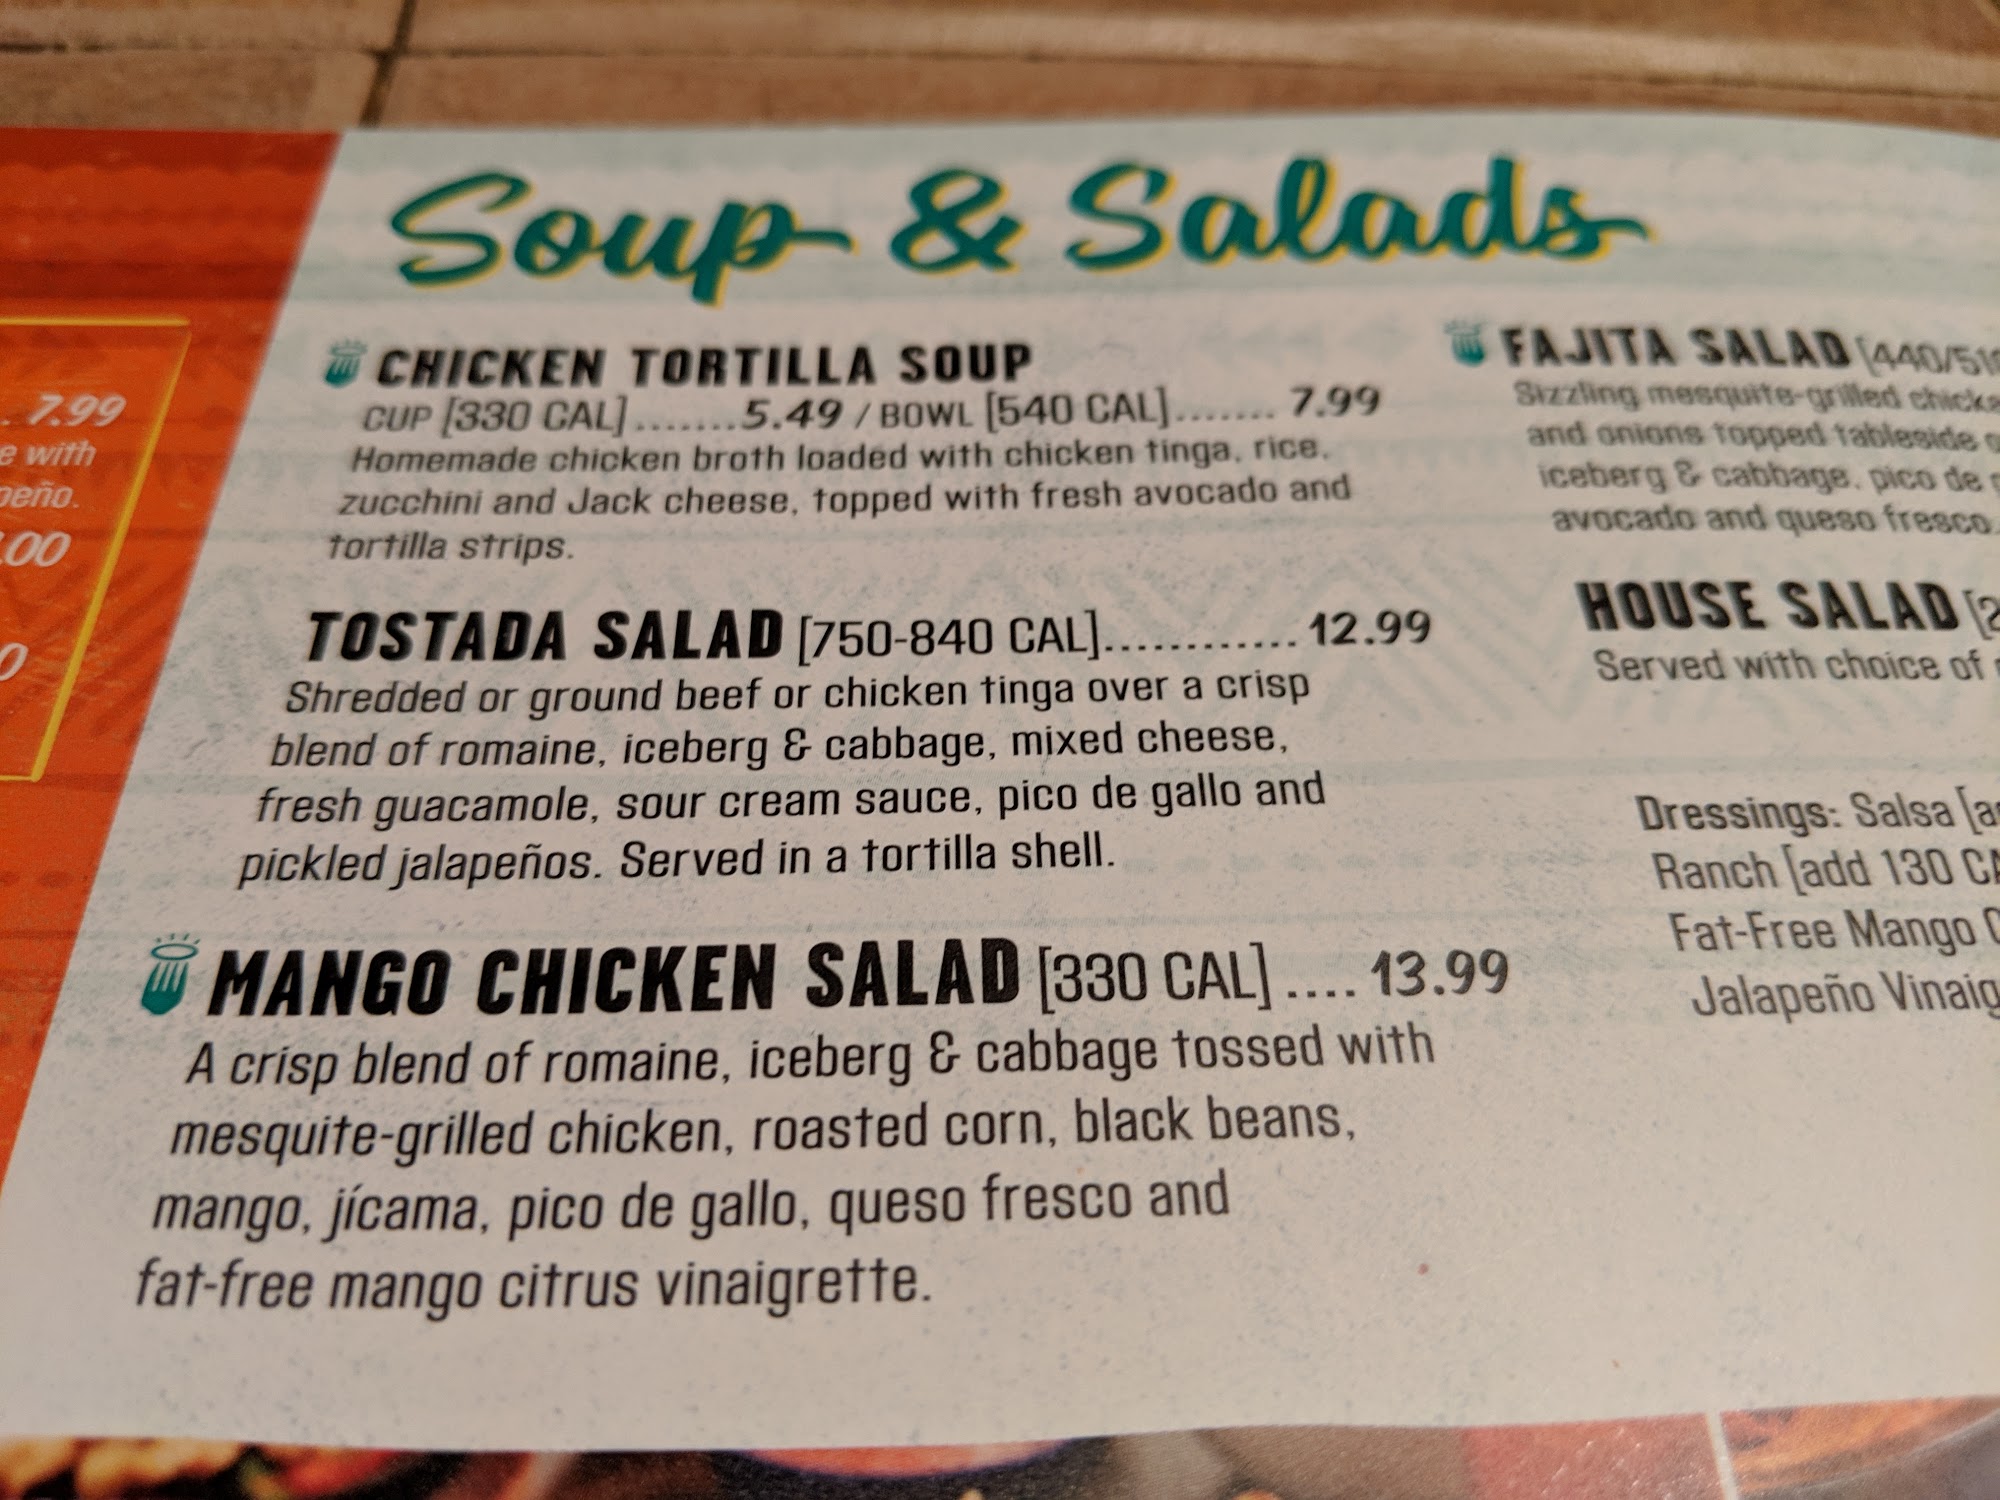 Soup & Salads
CHICKEN TORTILLA SOUP
CUP [330 CAL].......5.49 / BOWL [540 CAL]....... 7.99
Homemade chicken broth loaded with chicken tinga, rice,
zucchini and Jack cheese, topped with fresh avocado and
tortilla strips.
TOSTADA SALAD [750-840 CAL]............ 12.99
Shredded or ground beef or chicken tinga over a crisp
blend of romaine, iceberg & cabbage, mixed cheese,
fresh guacamole, sour cream sauce, pico de gallo and
pickled jalapeños. Served in a tortilla shell.
MANGO CHICKEN SALAD [330 CAL] .... 13.99
A crisp blend of romaine, iceberg & cabbage tossed with
mesquite-grilled chicken, roasted corn, black beans,
mango, jícama, pico de gallo, queso fresco and
fat-free mango citrus vinaigrette.
FAJITA SALAD
Sizzling mesquite-grilled
and onions topped tableside
iceberg & cabbage, pico de
avocado and queso fresco.
HOUSE SALAD
Served with choice of
Dressings: Salsa
Ranch [add 130
Fat-Free Mango
Jalapeño
7.99
with